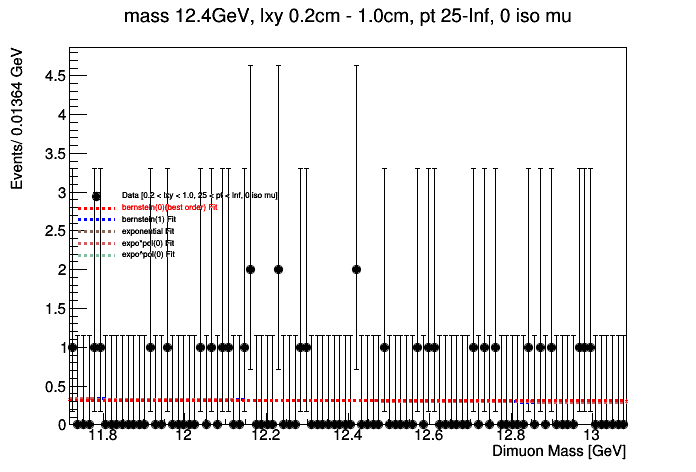 mass 12.4GeV, lxy 0.2cm - 1.0cm, pt 25-Inf, 0 iso mu
Events/ 0.01364 GeV
4.5
4
3.5
3
2.5
2
1.5
1
0.5
0
Data [0.2 < lxy < 1.0, 25 < pt < Inf, 0 iso mu]
bernstein(0)(best order) Fit
bernstein(1) Fit
exponential Fit
expo*pol(0) Fit
expo^pol(0) Fit
11.8 12 12.2 12.4 12.6 12.8 13
Dimuon Mass [GeV]